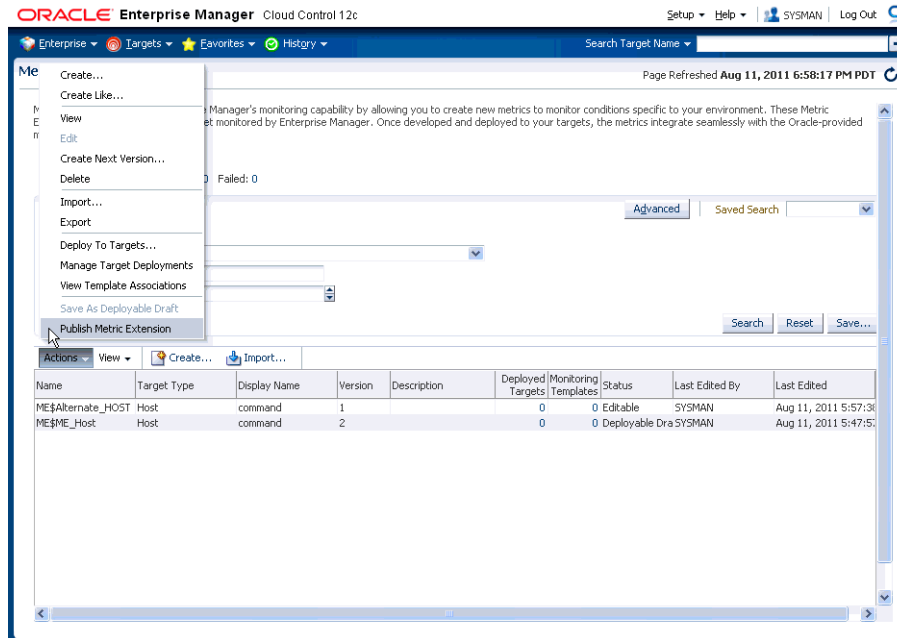 ORACLE Enterprise Manager Cloud Control 12c
Setup Help SYSMAN Log Out
Enterprise Targets Favorites History Search Target Name
Me
Page Refreshed Aug 11, 2011 6:58:17 PM PDT
Create...
Create Like...
View
Edit
Create Next Version...
Delete
Import...
Export
Deploy To Targets...
Manage Target Deployments
View Template Associations
Save As Deployable Draft
Publish Metric Extension
M Manager's monitoring capability by allowing you to create new metrics to monitor conditions specific to your environment. These Metric
E et monitored by Enterprise Manager. Once developed and deployed to your targets, the metrics integrate seamlessly with the Oracle-provided
m
Failed: 0
Advanced Saved Search
Search Reset Save...
Actions View Create... Import...
Name Target Type Display Name Version Description Deployed Targets Monitoring Templates Status Last Edited By Last Edited
ME$Alternate_HOST Host command 1 0 0 Editable SYSMAN Aug 11, 2011 5:57:38
ME$ME_Host Host command 2 0 0 Deployable Dra SYSMAN Aug 11, 2011 5:47:5